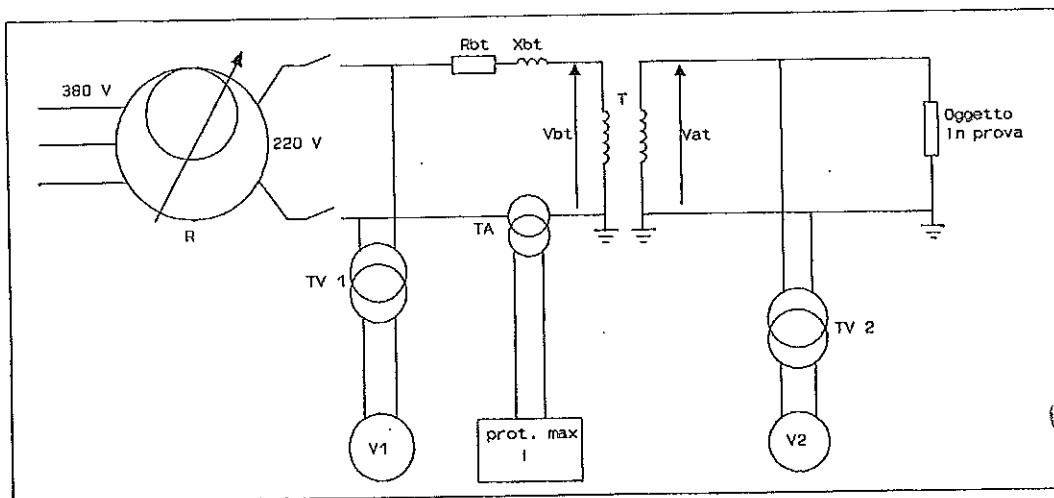 Rbt
Xbt
380 V
220 V
R
Vbt
T
Vat
Oggetto
in prova
TA
TV 1
TV 2
V1
prot. max
I
V2
(